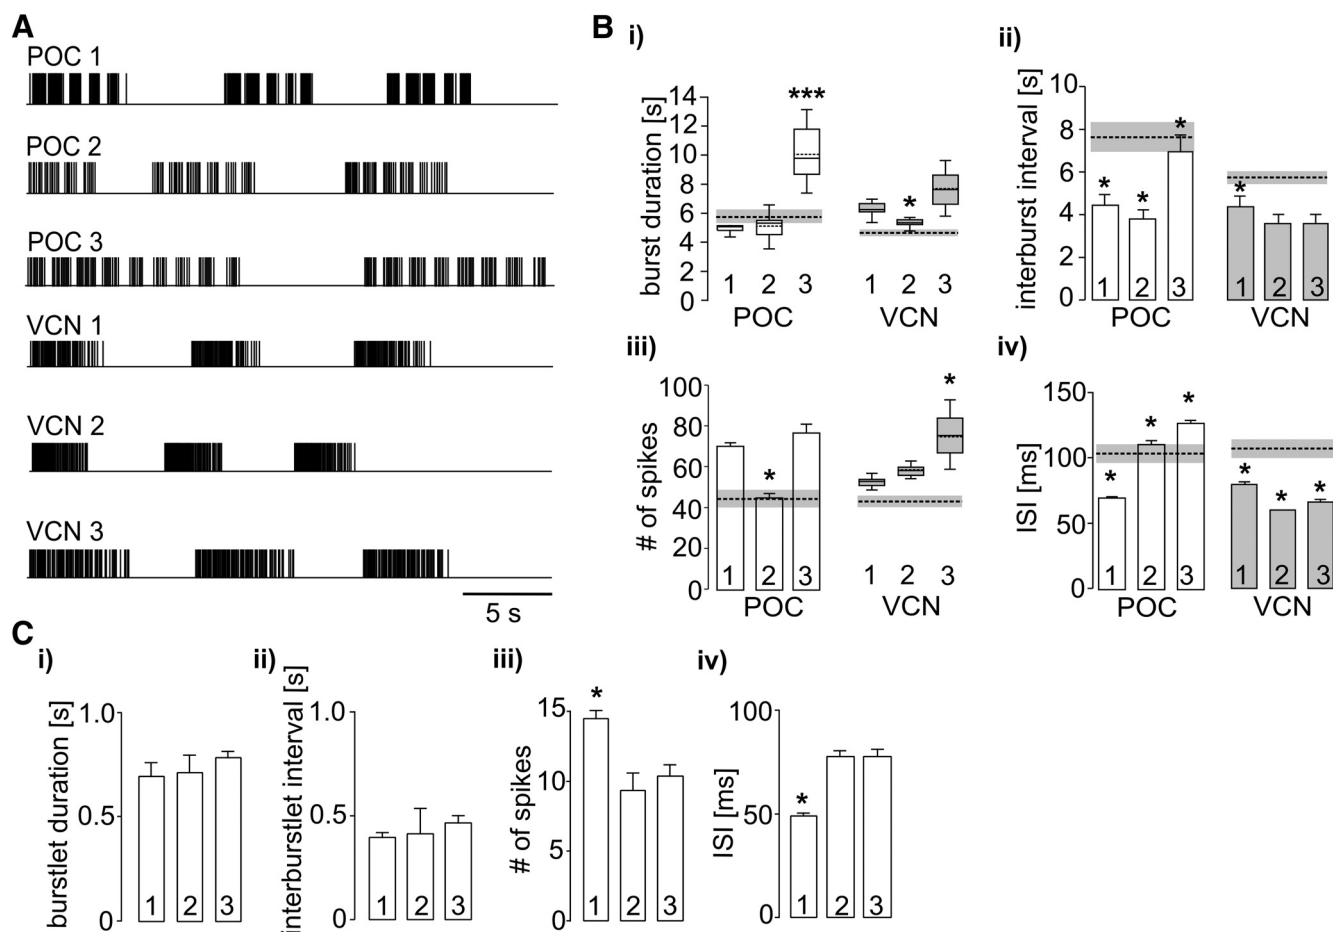 A
POC 1
POC 2
POC 3
VCN 1
VCN 2
VCN 3
5 s
B
i)
burst duration [s]
14
12
10
8
6
4
2
0
***
*
1 2 3 1 2 3
POC VCN
ii)
interburst interval [s]
10
8
6
4
2
0
* * * *
1 2 3 1 2 3
POC VCN
iii)
# of spikes
100
80
60
40
20
0
* *
1 2 3 1 2 3
POC VCN
iv)
ISI [ms]
150
100
50
0
* * * * * *
1 2 3 1 2 3
POC VCN
C
i)
burstlet duration [s]
1.0
0.5
0
1 2 3
ii)
interburstlet interval [s]
1.0
0.5
0
1 2 3
iii)
# of spikes
15
10
5
0
*
1 2 3
iv)
ISI [ms]
100
50
0
*
1 2 3